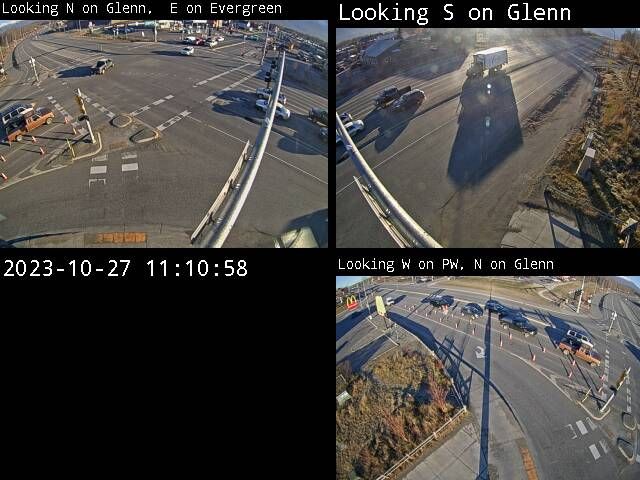 Looking N on Glenn,  E on Evergreen
Looking S on Glenn
2023-10-27 11:10:58
Looking W on PW, N on Glenn